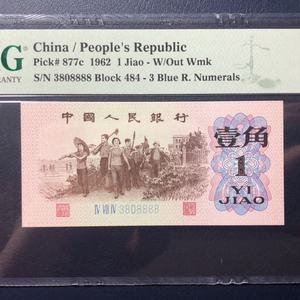 G
RANTY
China / People's Republic
Pick# 877c 1962 1 Jiao - W/Out Wmk
S/N 3808888 Block 484 - 3 Blue R. Numerals
中国人民银行
壹角
1
YI
JIAO
IV VIII IV 3808888